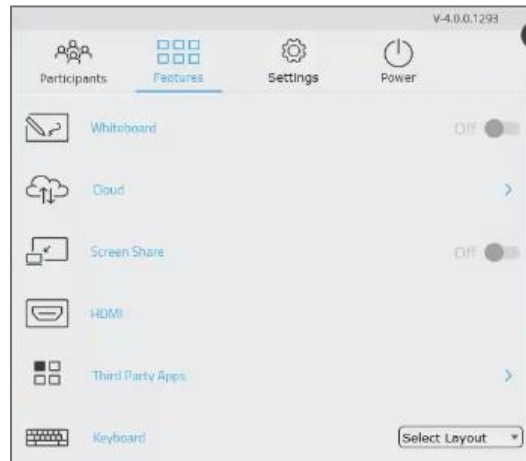 V-4.0.0.1293
Participants Features Settings Power
Whiteboard Off
Cloud
Screen Share Off
HDMI
Third Party Apps
Keyboard Select Layout